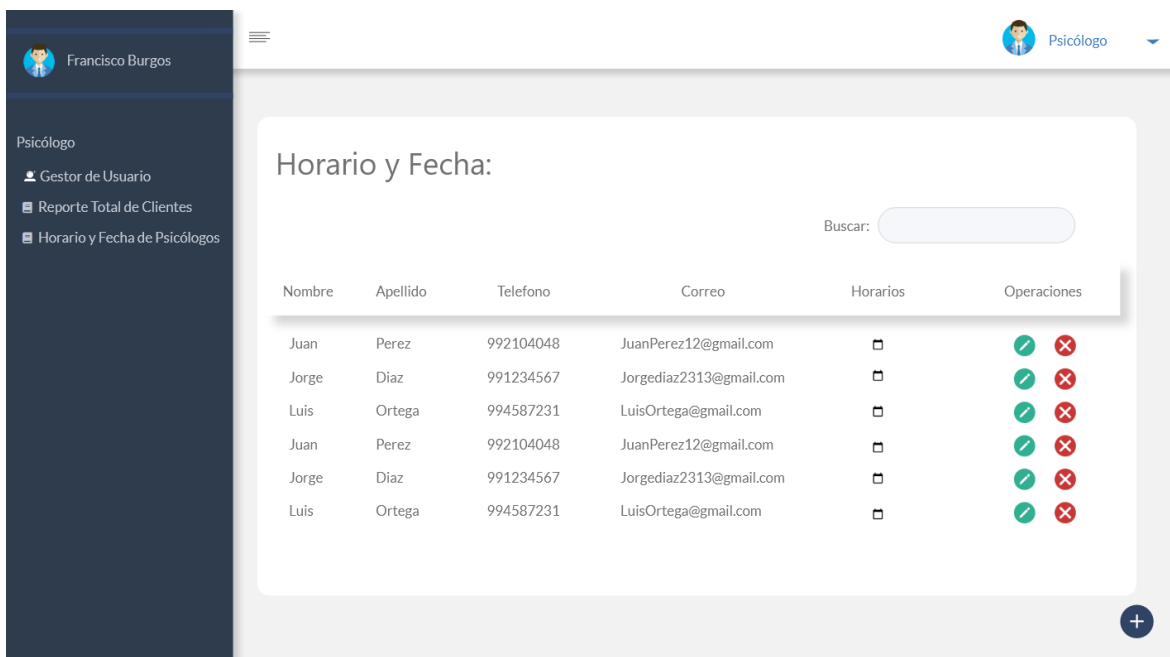 Francisco Burgos
Psicólogo
Psicólogo
Gestor de Usuario
Reporte Total de Clientes
Horario y Fecha de Psicólogos
Horario y Fecha:
Buscar:
Nombre Apellido Telefono Correo Horarios Operaciones
Juan Perez 992104048 JuanPerez12@gmail.com
Jorge Diaz 991234567 Jorgediaz2313@gmail.com
Luis Ortega 994587231 LuisOrtega@gmail.com
Juan Perez 992104048 JuanPerez12@gmail.com
Jorge Diaz 991234567 Jorgediaz2313@gmail.com
Luis Ortega 994587231 LuisOrtega@gmail.com